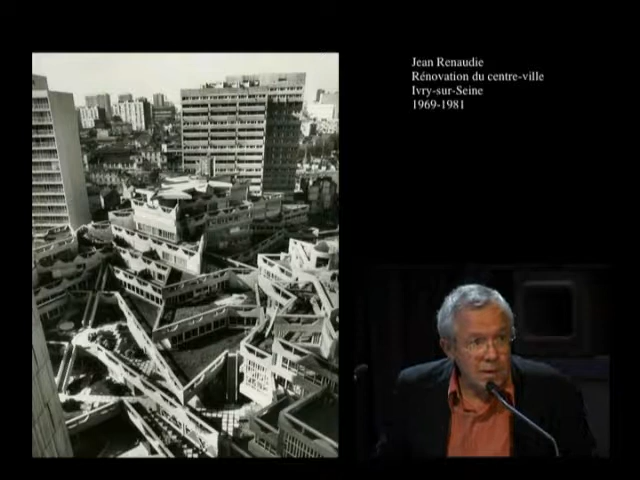 Jean Renaudie
Rénovation du centre-ville
Ivry-sur-Seine
1969-1981